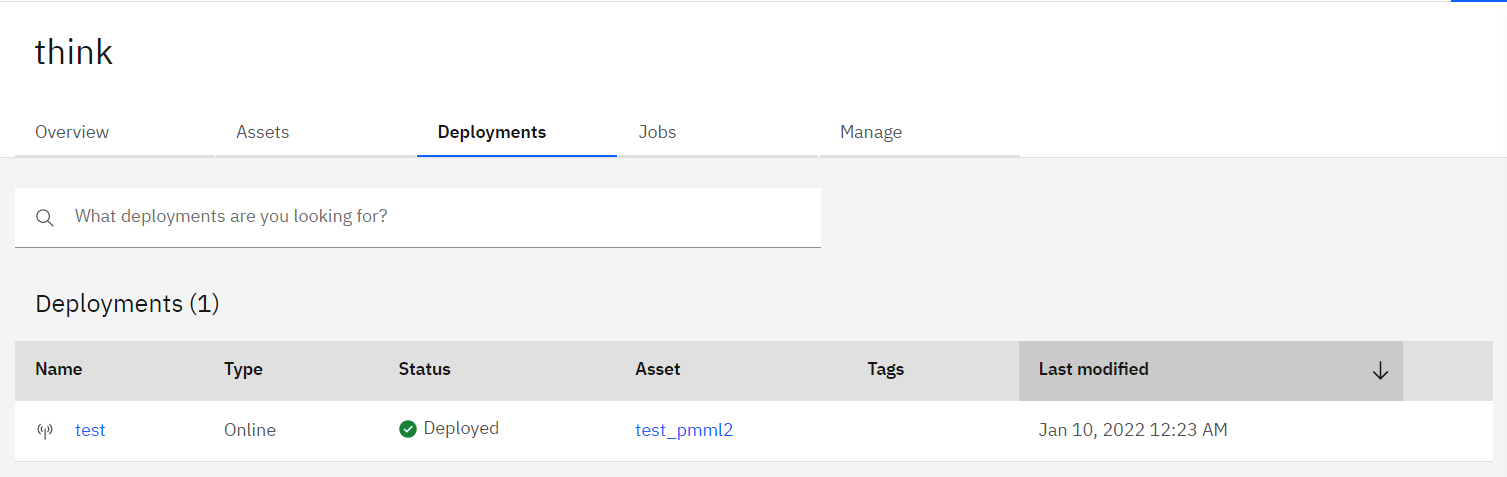 think
Overview Assets Deployments Jobs Manage
What deployments are you looking for?
Deployments (1)
Name Type Status Asset Tags Last modified
test Online Deployed test_pmml2 Jan 10, 2022 12:23 AM